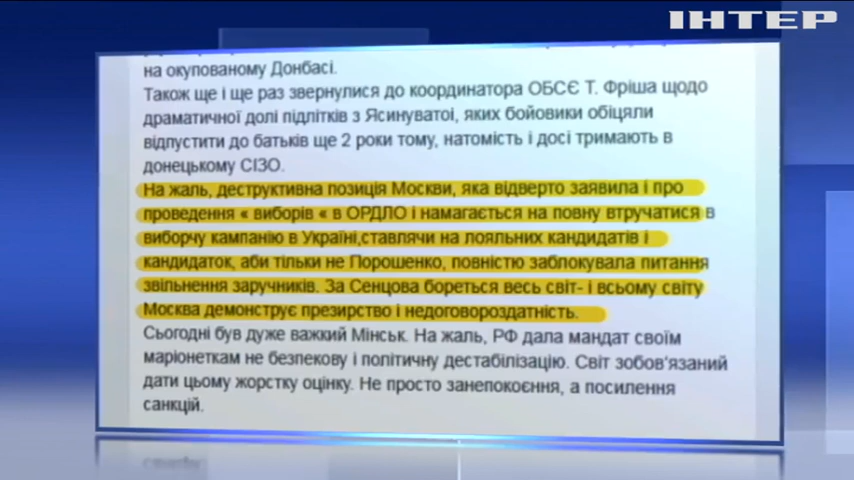 ІНТЕР
на окупованому Донбасі.
Також ще і ще раз звернулися до координатора ОБСЄ Т. Фріша щодо
драматичної долі підлітків з Ясинуватої, яких бойовики обіцяли
відпустити до батьків ще 2 роки тому, натомість і досі тримають в
донецькому СІЗО.
На жаль, деструктивна позиція Москви, яка відверто заявила і про
проведення « виборів « в ОРДЛО і намагається на повну втручатися в
виборчу кампанію в Україні,ставлячи на лояльних кандидатів і
кандидаток, аби тільки не Порошенко, повністю заблокувала питання
звільнення заручників. За Сенцова бореться весь світ- і всьому світу
Москва демонструє презирство і недоговороздатність.
Сьогодні був дуже важкий Мінськ. На жаль, РФ дала мандат своїм
маріонеткам не безпекову і політичну дестабілізацію. Світ зобов'язаний
дати цьому жорстку оцінку. Не просто занепокоєння, а посилення
санкцій.